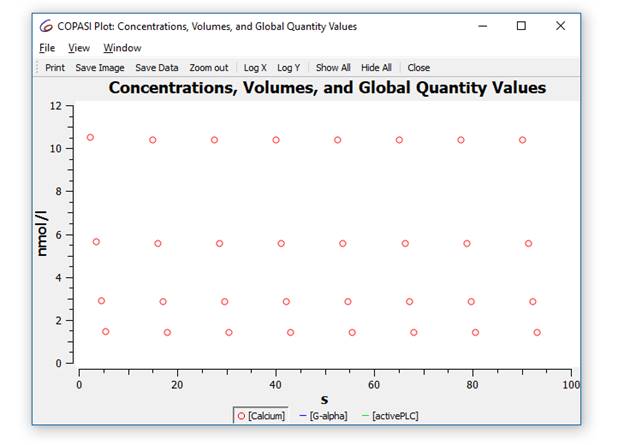 COPASI Plot: Concentrations, Volumes, and Global Quantity Values
File View Window
Print Save Image Save Data Zoom out Log X Log Y Show All Hide All Close
Concentrations, Volumes, and Global Quantity Values
12
10
8
6
4
2
0
nmol/l
0 20 40 60 80 100
s
[Calcium] [G-alpha] [activePLC]